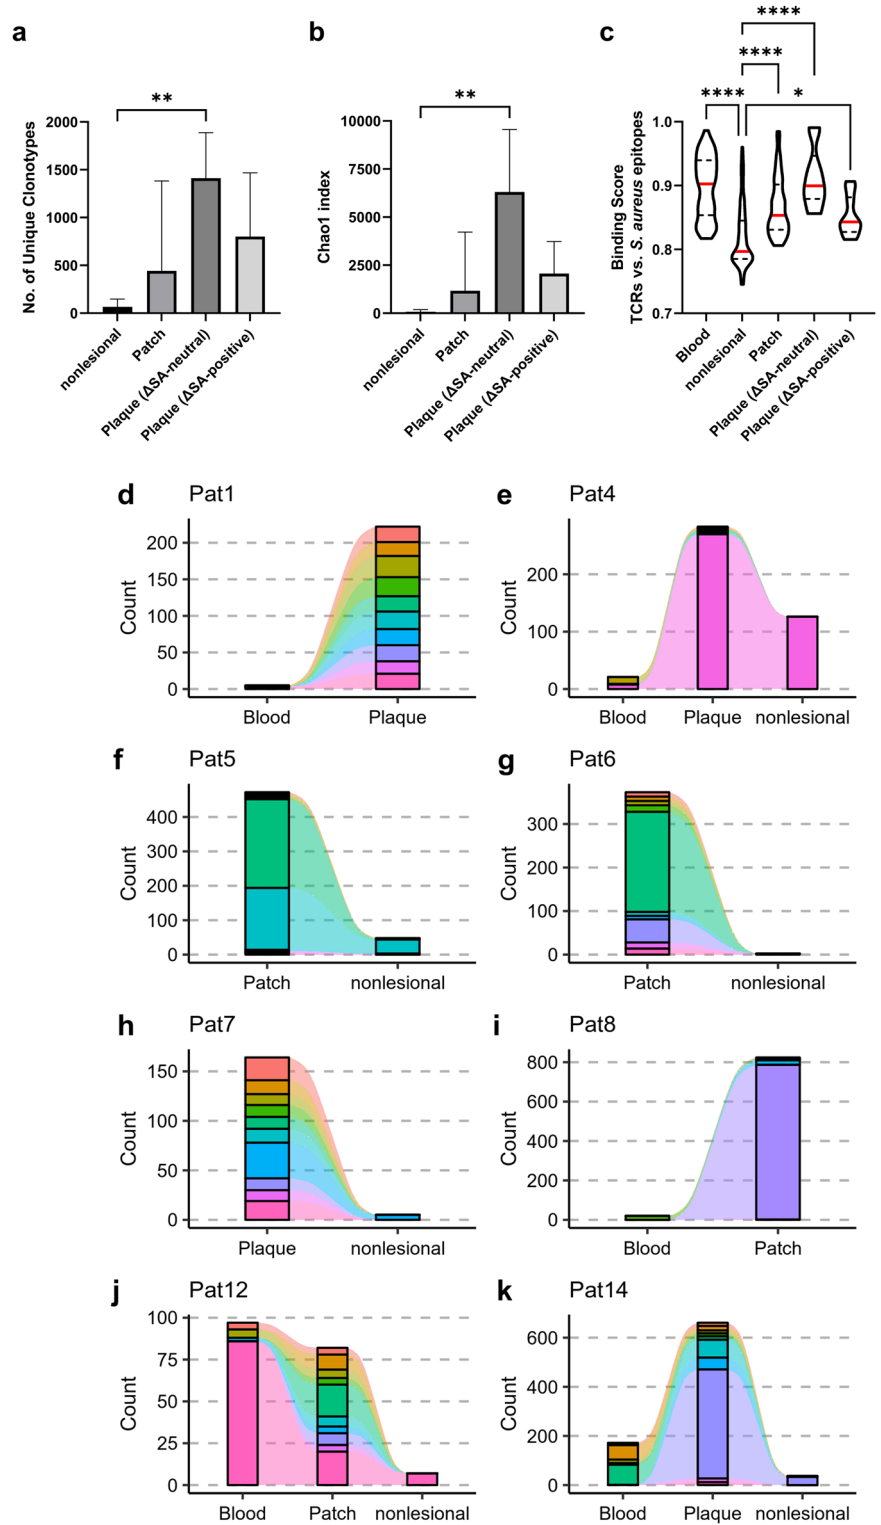 a
**
No. of Unique Clonotypes
2000
1500
1000
500
0
nonlesional
Patch
Plaque (ΔSA-neutral)
Plaque (ΔSA-positive)
b
**
Chao1 index
10000
7500
5000
2500
0
nonlesional
Patch
Plaque (ΔSA-neutral)
Plaque (ΔSA-positive)
c
****
****
****
*
Binding Score
TCRs vs. S. aureus epitopes
1.0
0.9
0.8
0.7
Blood
nonlesional
Patch
Plaque (ΔSA-neutral)
Plaque (ΔSA-positive)
d
Pat1
Count
200
150
100
50
0
Blood
Plaque
e
Pat4
Count
200
100
0
Blood
Plaque
nonlesional
f
Pat5
Count
400
300
200
100
0
Patch
nonlesional
g
Pat6
Count
300
200
100
0
Patch
nonlesional
h
Pat7
Count
150
100
50
0
Plaque
nonlesional
i
Pat8
Count
800
600
400
200
0
Blood
Patch
j
Pat12
Count
100
75
50
25
0
Blood
Patch
nonlesional
k
Pat14
Count
600
400
200
0
Blood
Plaque
nonlesional